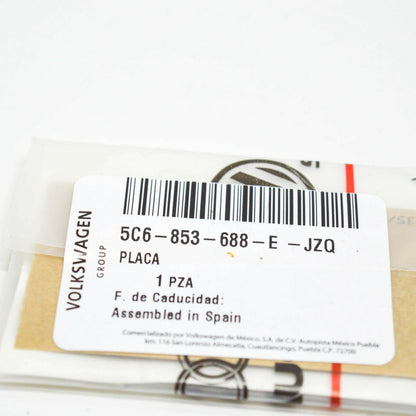 VOLKSWAGEN
GROUP
5C6-853-688-E -JZQ
PLACA
1 PZA
F. de Caducidad:
Assembled in Spain
Comercializado por Volkswagen de México, S.A. de C.V. Autopista México Puebla
km. 116 San Lorenzo Almecatla, Cuautlancingo, Puebla C.P. 72700